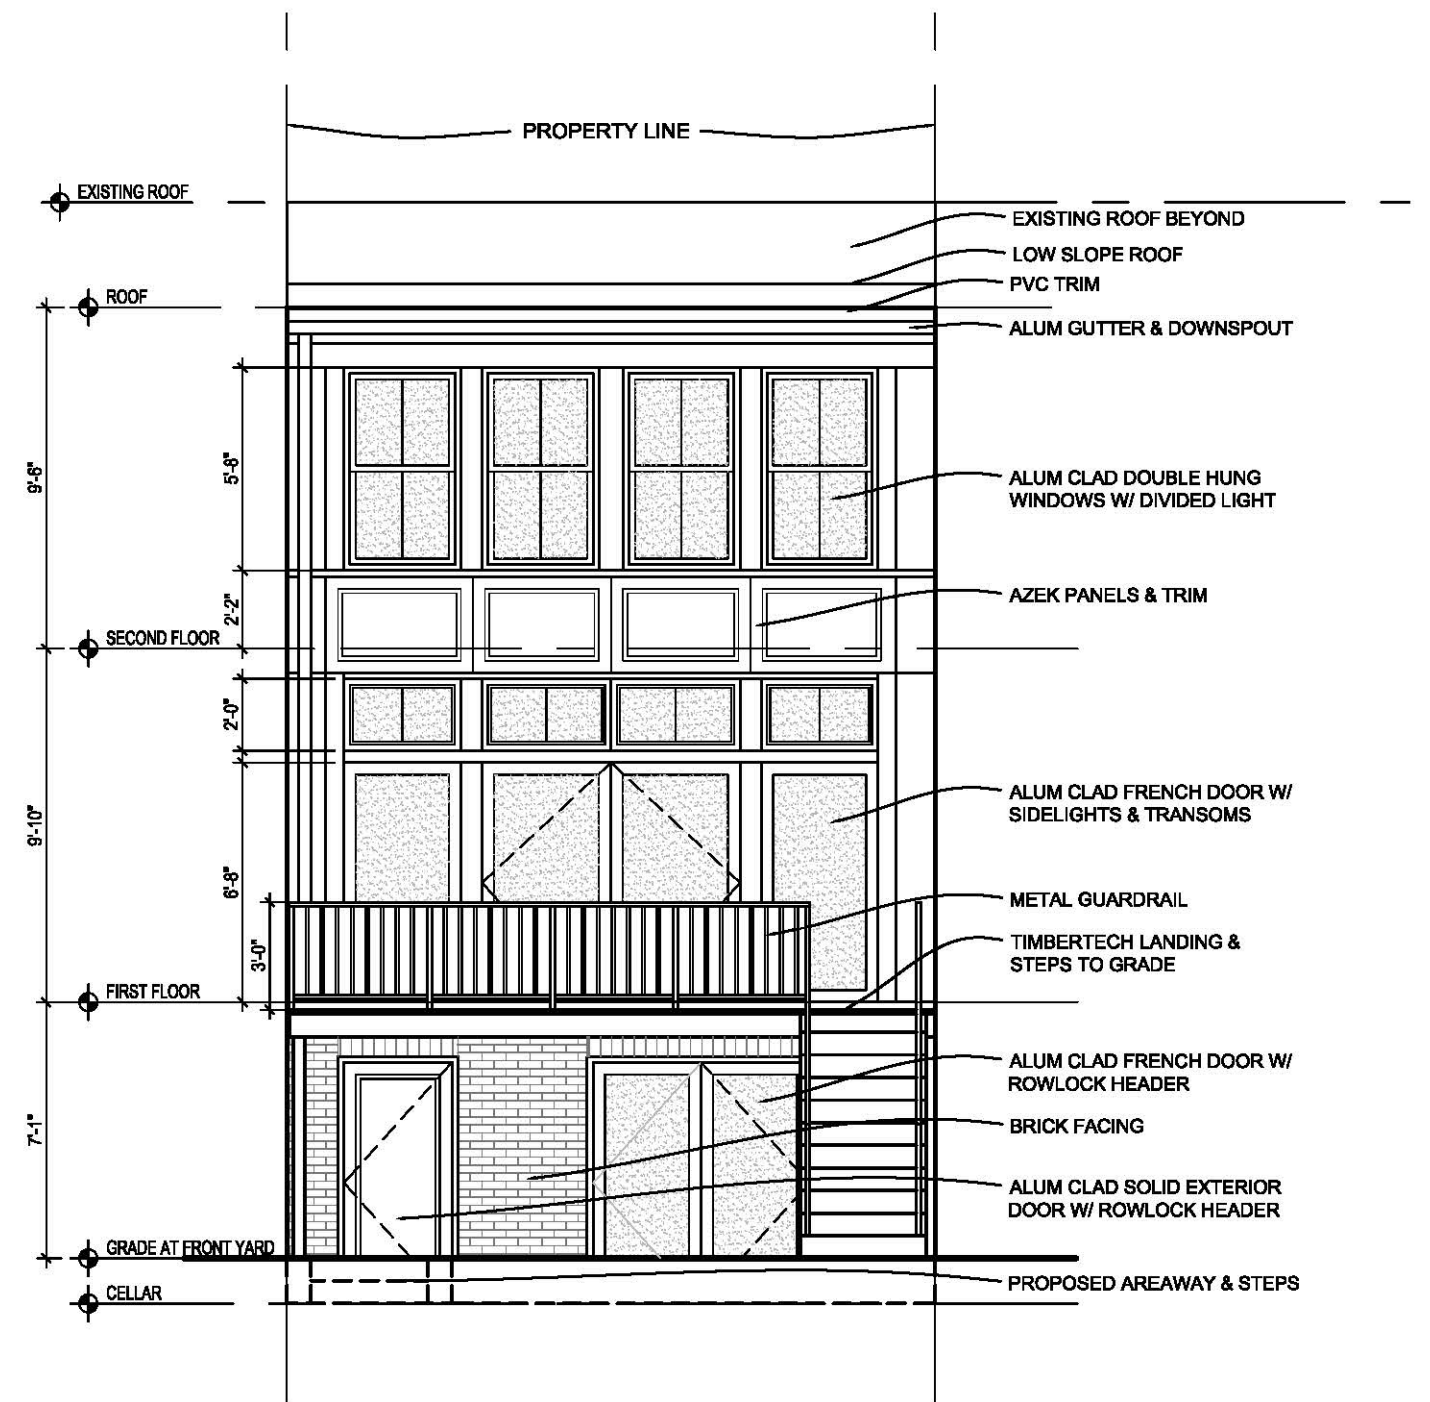 PROPERTY LINE
EXISTING ROOF
EXISTING ROOF BEYOND
LOW SLOPE ROOF
PVC TRIM
ROOF
ALUM GUTTER & DOWNSPOUT
9'-6"
5'-8"
ALUM CLAD DOUBLE HUNG
WINDOWS W/ DIVIDED LIGHT
2'-2"
AZEK PANELS & TRIM
SECOND FLOOR
2'-0"
9'-10"
6'-8"
ALUM CLAD FRENCH DOOR W/
SIDELIGHTS & TRANSOMS
METAL GUARDRAIL
3'-0"
TIMBERTECH LANDING &
STEPS TO GRADE
FIRST FLOOR
ALUM CLAD FRENCH DOOR W/
ROWLOCK HEADER
7'-1"
BRICK FACING
ALUM CLAD SOLID EXTERIOR
DOOR W/ ROWLOCK HEADER
GRADE AT FRONT YARD
PROPOSED AREAWAY & STEPS
CELLAR